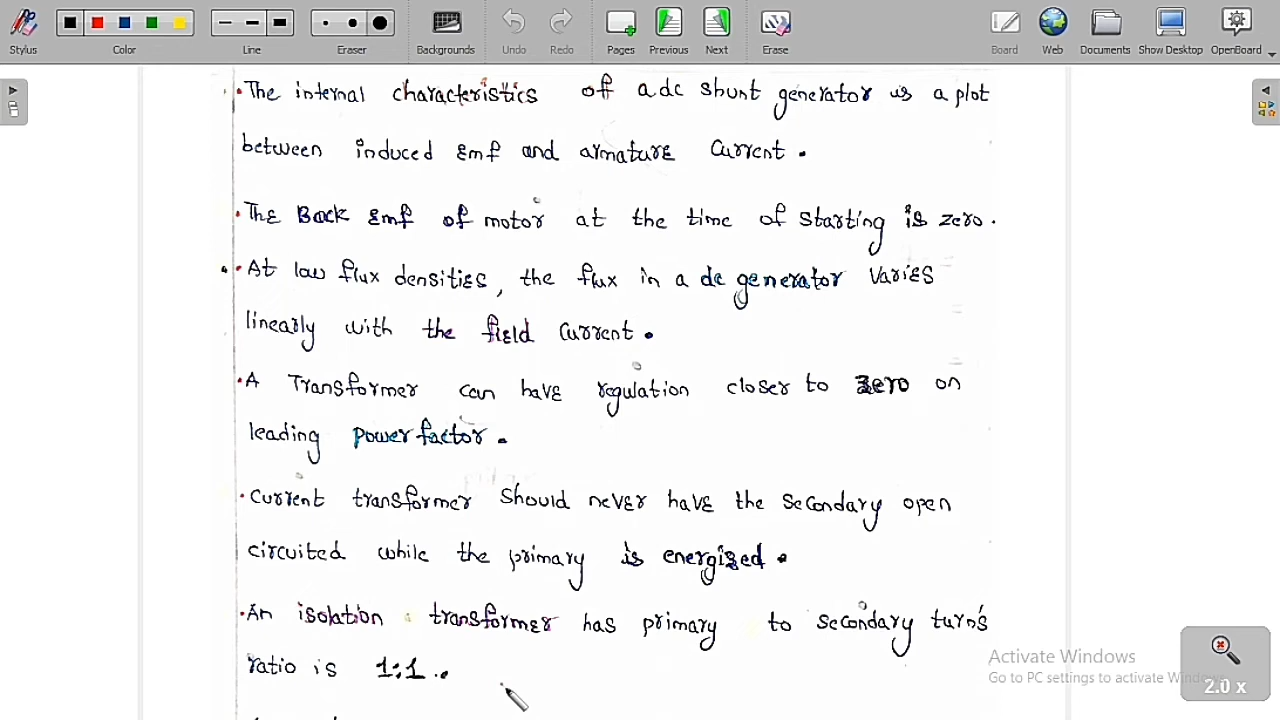 Stylus
Color
Line
Eraser
Backgrounds
Undo
Redo
Pages
Previous
Next
Erase
Board
Web
Documents
Show Desktop
OpenBoard
• The internal characteristics of a dc shunt generator is a plot
between induced Emf and armature Current .
• The Back Emf of motor at the time of starting is zero .
• At low flux densities, the flux in a dc generator varies
linearly with the field Current .
• A Transformer can have regulation closer to zero on
leading power factor .
• Current transformer Should never have the secondary open
circuited while the primary is energized .
• An isolation transformer has primary to secondary turn's
ratio is 1:1 .
Activate Windows
Go to PC settings to activate Windows
2.0 x